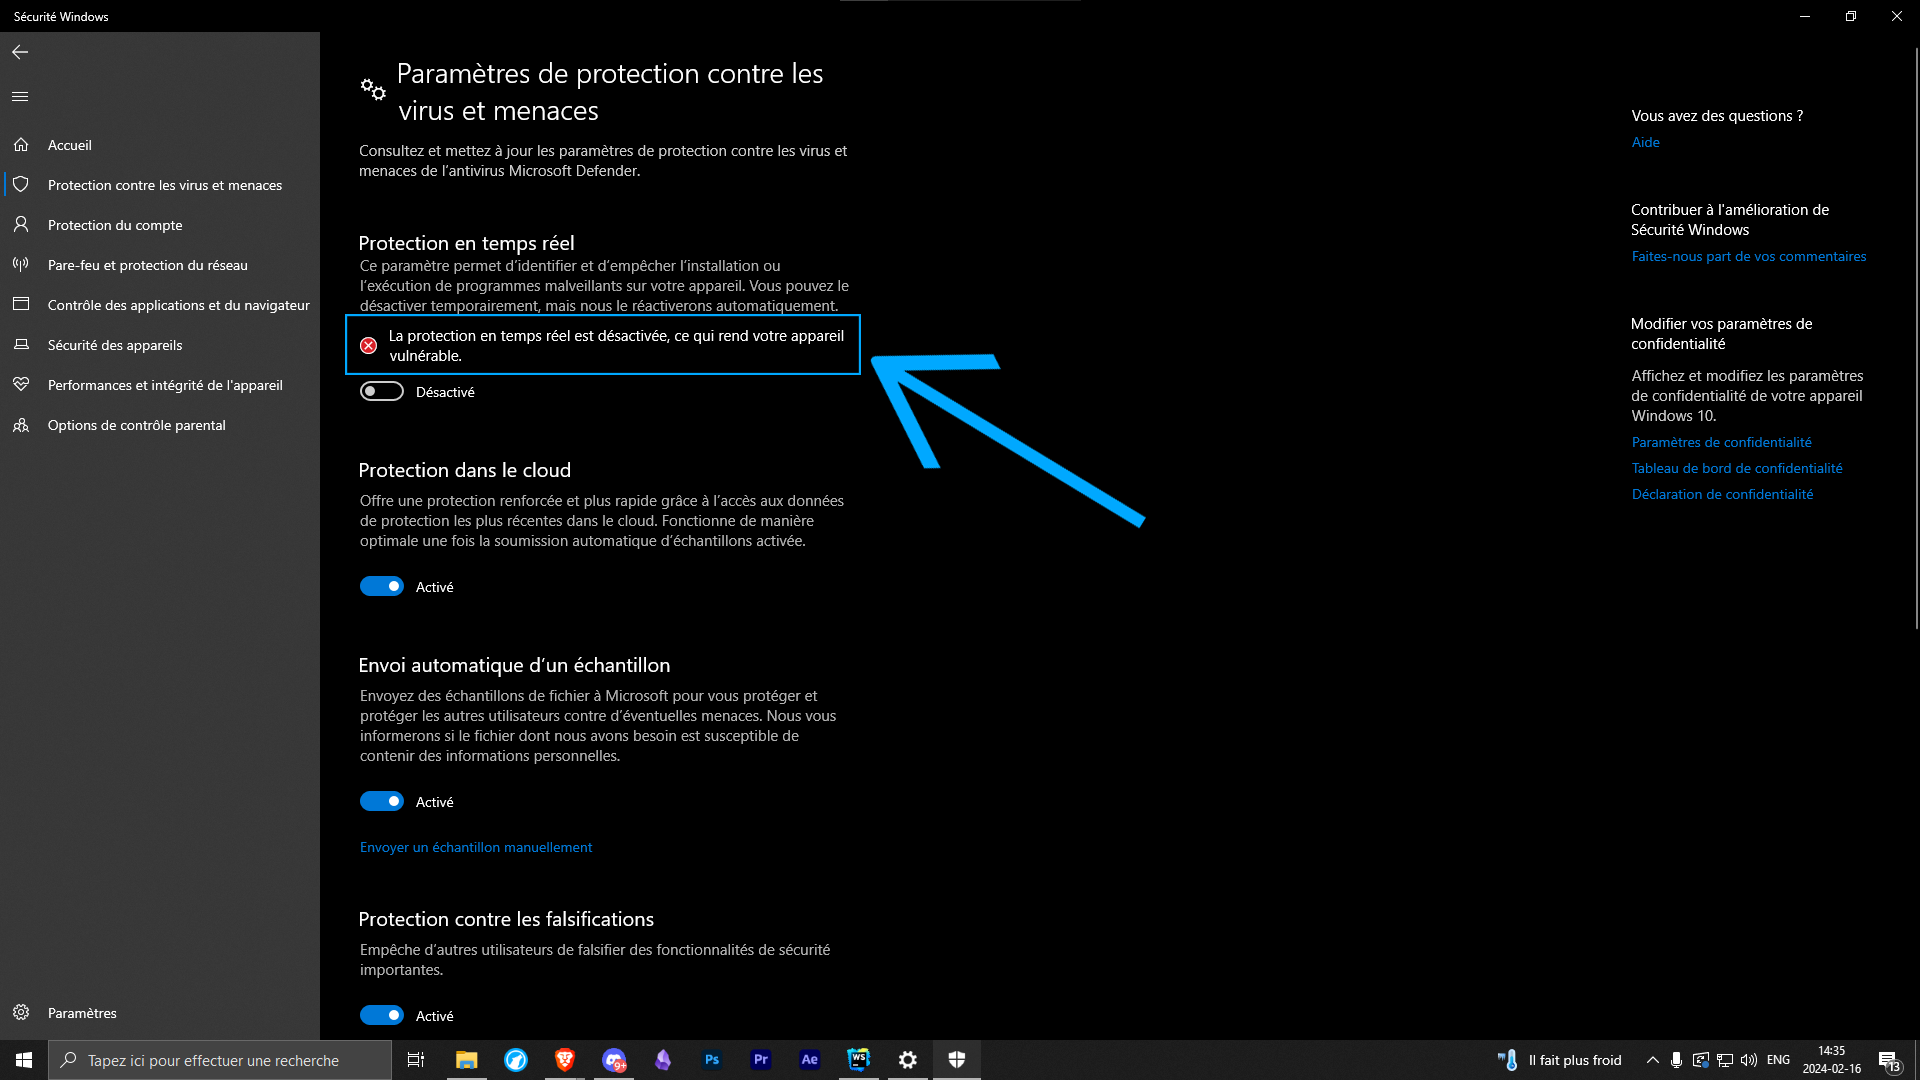 Sécurité Windows
Accueil
Protection contre les virus et menaces
Protection du compte
Pare-feu et protection du réseau
Contrôle des applications et du navigateur
Sécurité des appareils
Performances et intégrité de l'appareil
Options de contrôle parental
Paramètres
Paramètres de protection contre les
virus et menaces
Consultez et mettez à jour les paramètres de protection contre les virus et
menaces de l’antivirus Microsoft Defender.
Protection en temps réel
Ce paramètre permet d’identifier et d’empêcher l’installation ou
l’exécution de programmes malveillants sur votre appareil. Vous pouvez le
désactiver temporairement, mais nous le réactiverons automatiquement.
La protection en temps réel est désactivée, ce qui rend votre appareil
vulnérable.
Désactivé
Protection dans le cloud
Offre une protection renforcée et plus rapide grâce à l’accès aux données
de protection les plus récentes dans le cloud. Fonctionne de manière
optimale une fois la soumission automatique d’échantillons activée.
Activé
Envoi automatique d’un échantillon
Envoyez des échantillons de fichier à Microsoft pour vous protéger et
protéger les autres utilisateurs contre d’éventuelles menaces. Nous vous
informerons si le fichier dont nous avons besoin est susceptible de
contenir des informations personnelles.
Activé
Envoyer un échantillon manuellement
Protection contre les falsifications
Empêche d’autres utilisateurs de falsifier des fonctionnalités de sécurité
importantes.
Activé
Vous avez des questions ?
Aide
Contribuer à l'amélioration de
Sécurité Windows
Faites-nous part de vos commentaires
Modifier vos paramètres de
confidentialité
Affichez et modifiez les paramètres
de confidentialité de votre appareil
Windows 10.
Paramètres de confidentialité
Tableau de bord de confidentialité
Déclaration de confidentialité
Tapez ici pour effectuer une recherche
9+
Ps
Pr
Ae
WS
Il fait plus froid
ENG
14:35
2024-02-16
13